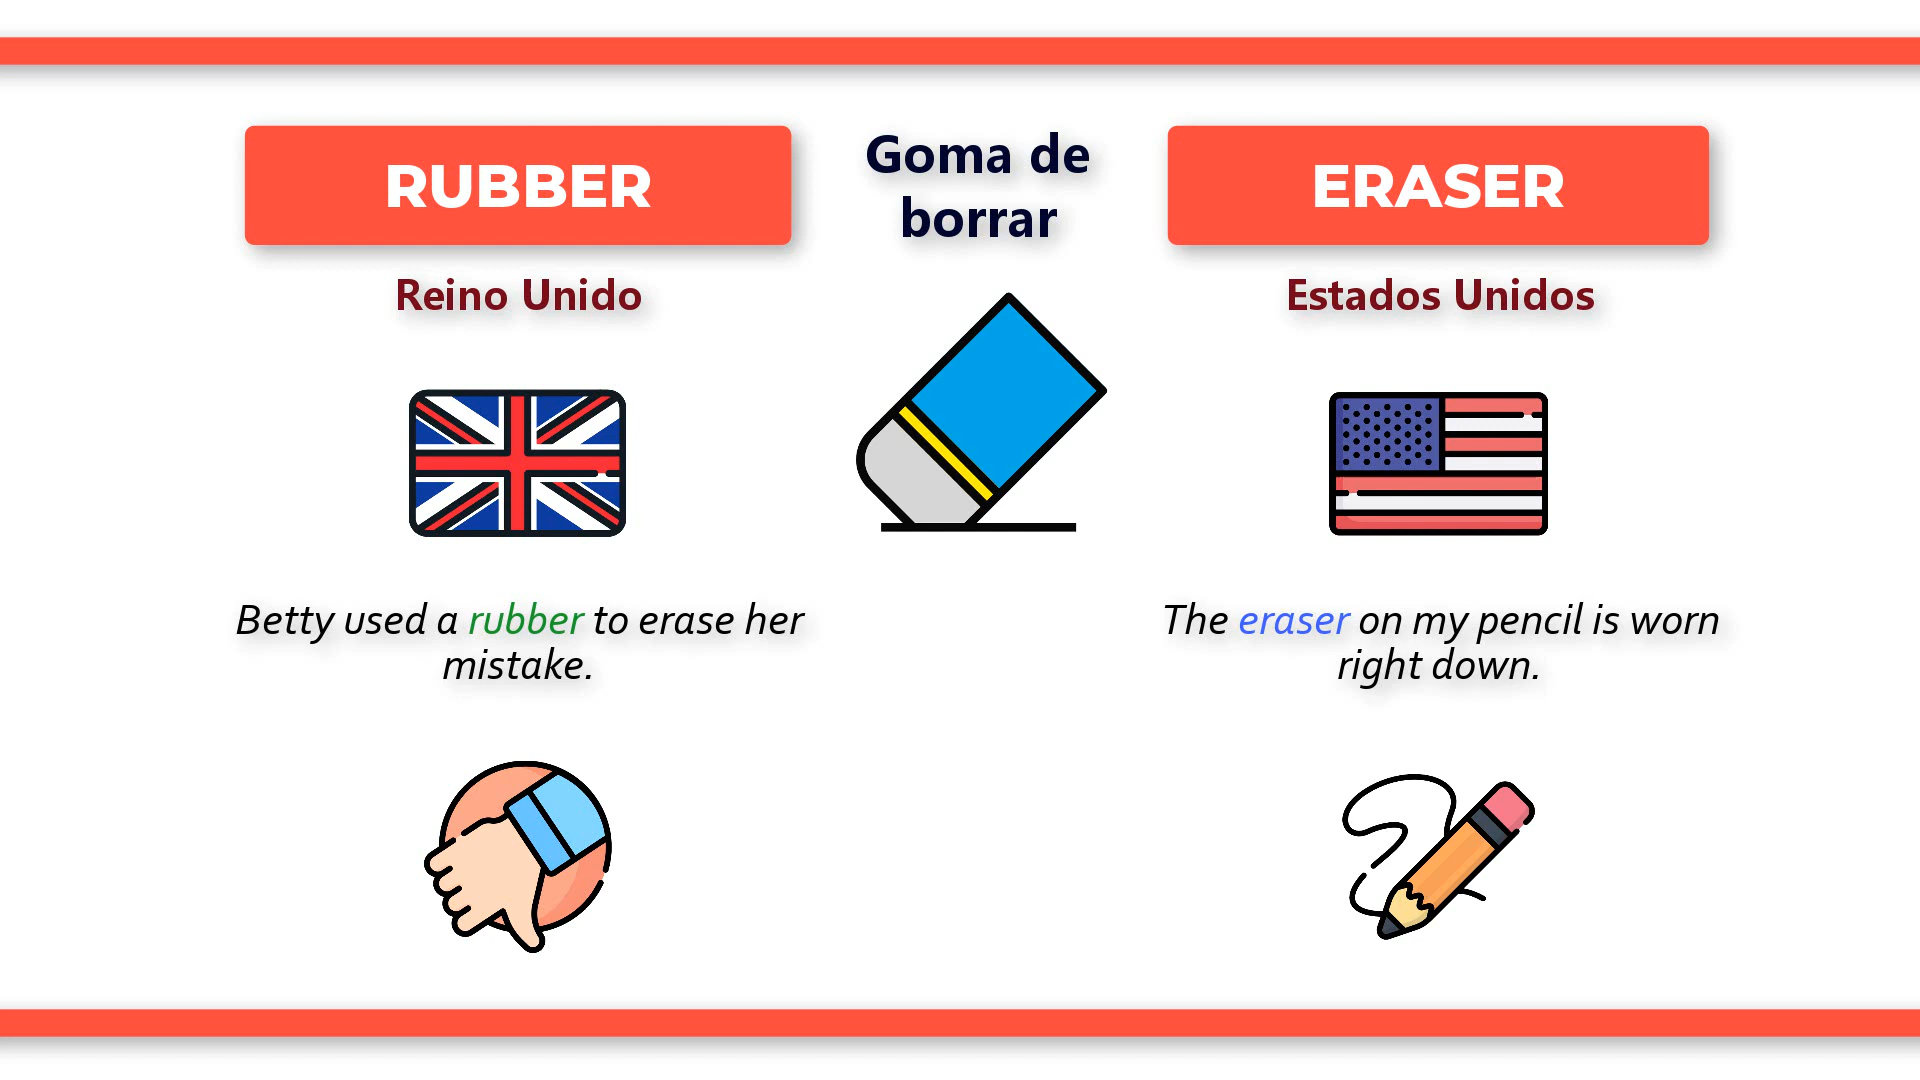 RUBBER
Goma de
borrar
ERASER
Reino Unido
Estados Unidos
Betty used a rubber to erase her
mistake.
The eraser on my pencil is worn
right down.